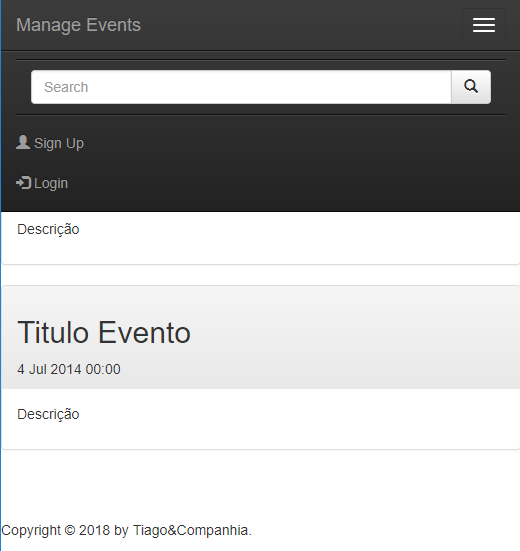 Manage Events
Search
Sign Up
Login
Descrição
Titulo Evento
4 Jul 2014 00:00
Descrição
Copyright © 2018 by Tiago&Companhia.